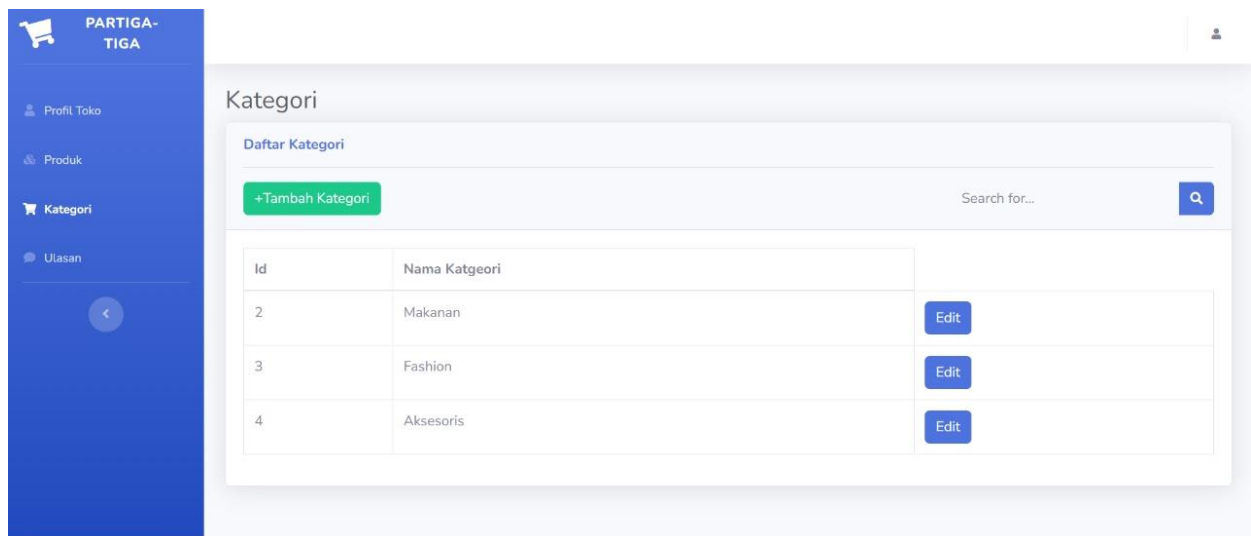 PARTIGA-
TIGA
Profil Toko
Produk
Kategori
Ulasan
Kategori
Daftar Kategori
+Tambah Kategori
Search for...
Id Nama Katgeori
2 Makanan Edit
3 Fashion Edit
4 Aksesoris Edit